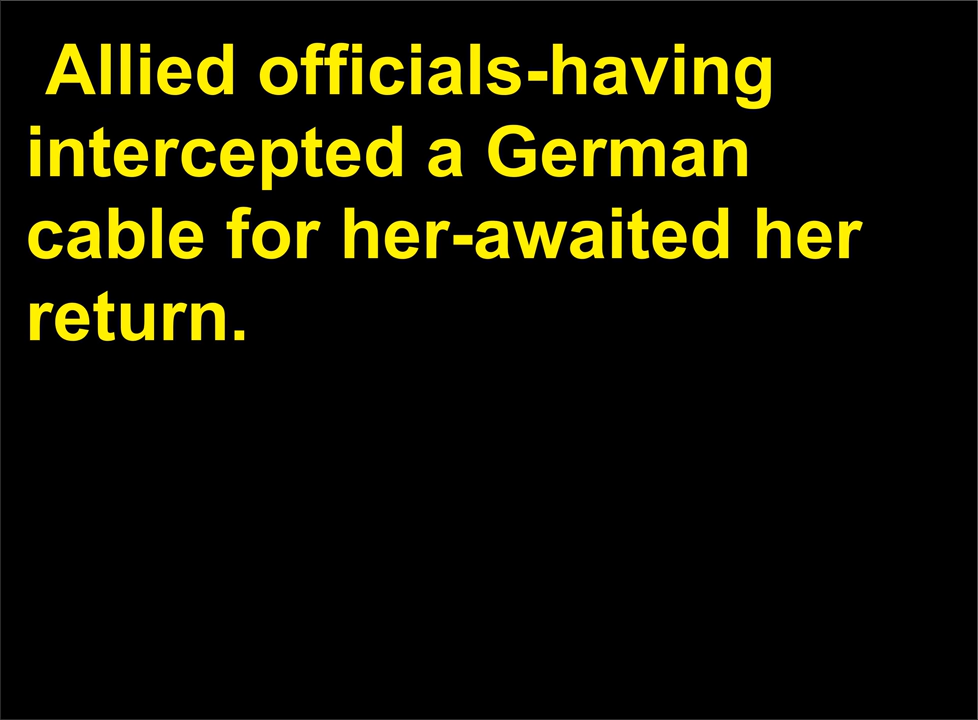 Allied officials-having
intercepted a German
cable for her-awaited her
return.